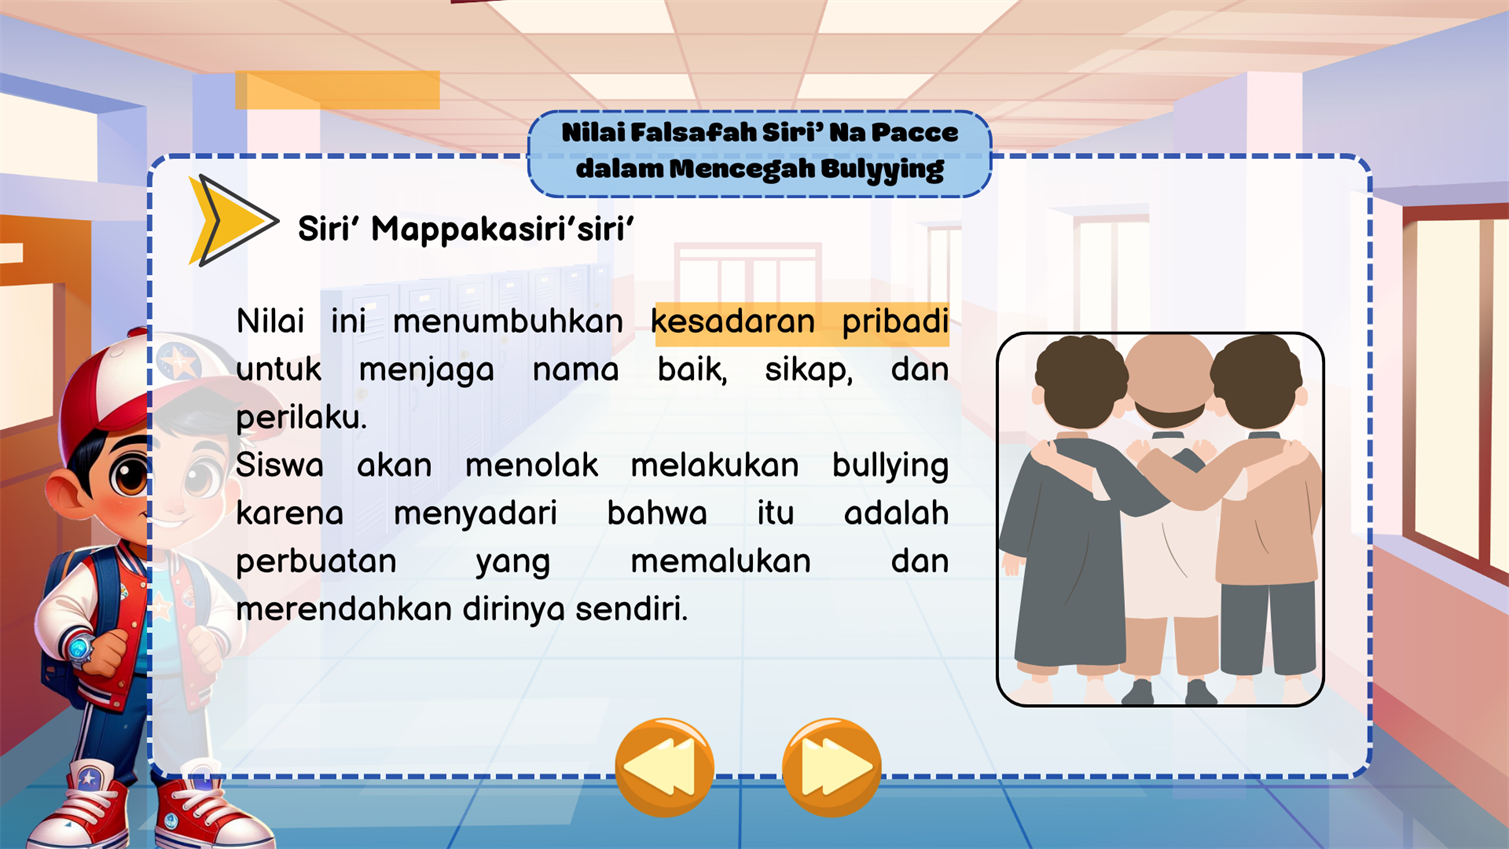 Nilai Falsafah Siri’ Na Pacce
dalam Mencegah Bulyying
Siri’ Mappakasiri’siri’
Nilai ini menumbuhkan kesadaran pribadi
untuk menjaga nama baik, sikap, dan
perilaku.
Siswa akan menolak melakukan bullying
karena menyadari bahwa itu adalah
perbuatan yang memalukan dan
merendahkan dirinya sendiri.